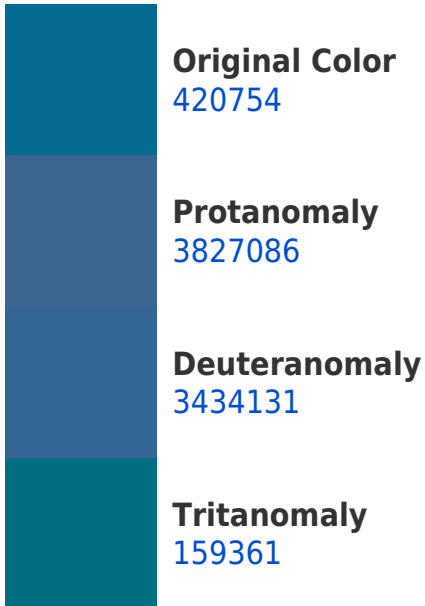 Original Color
420754
Protanomaly
3827086
Deuteranomaly
3434131
Tritanomaly
159361